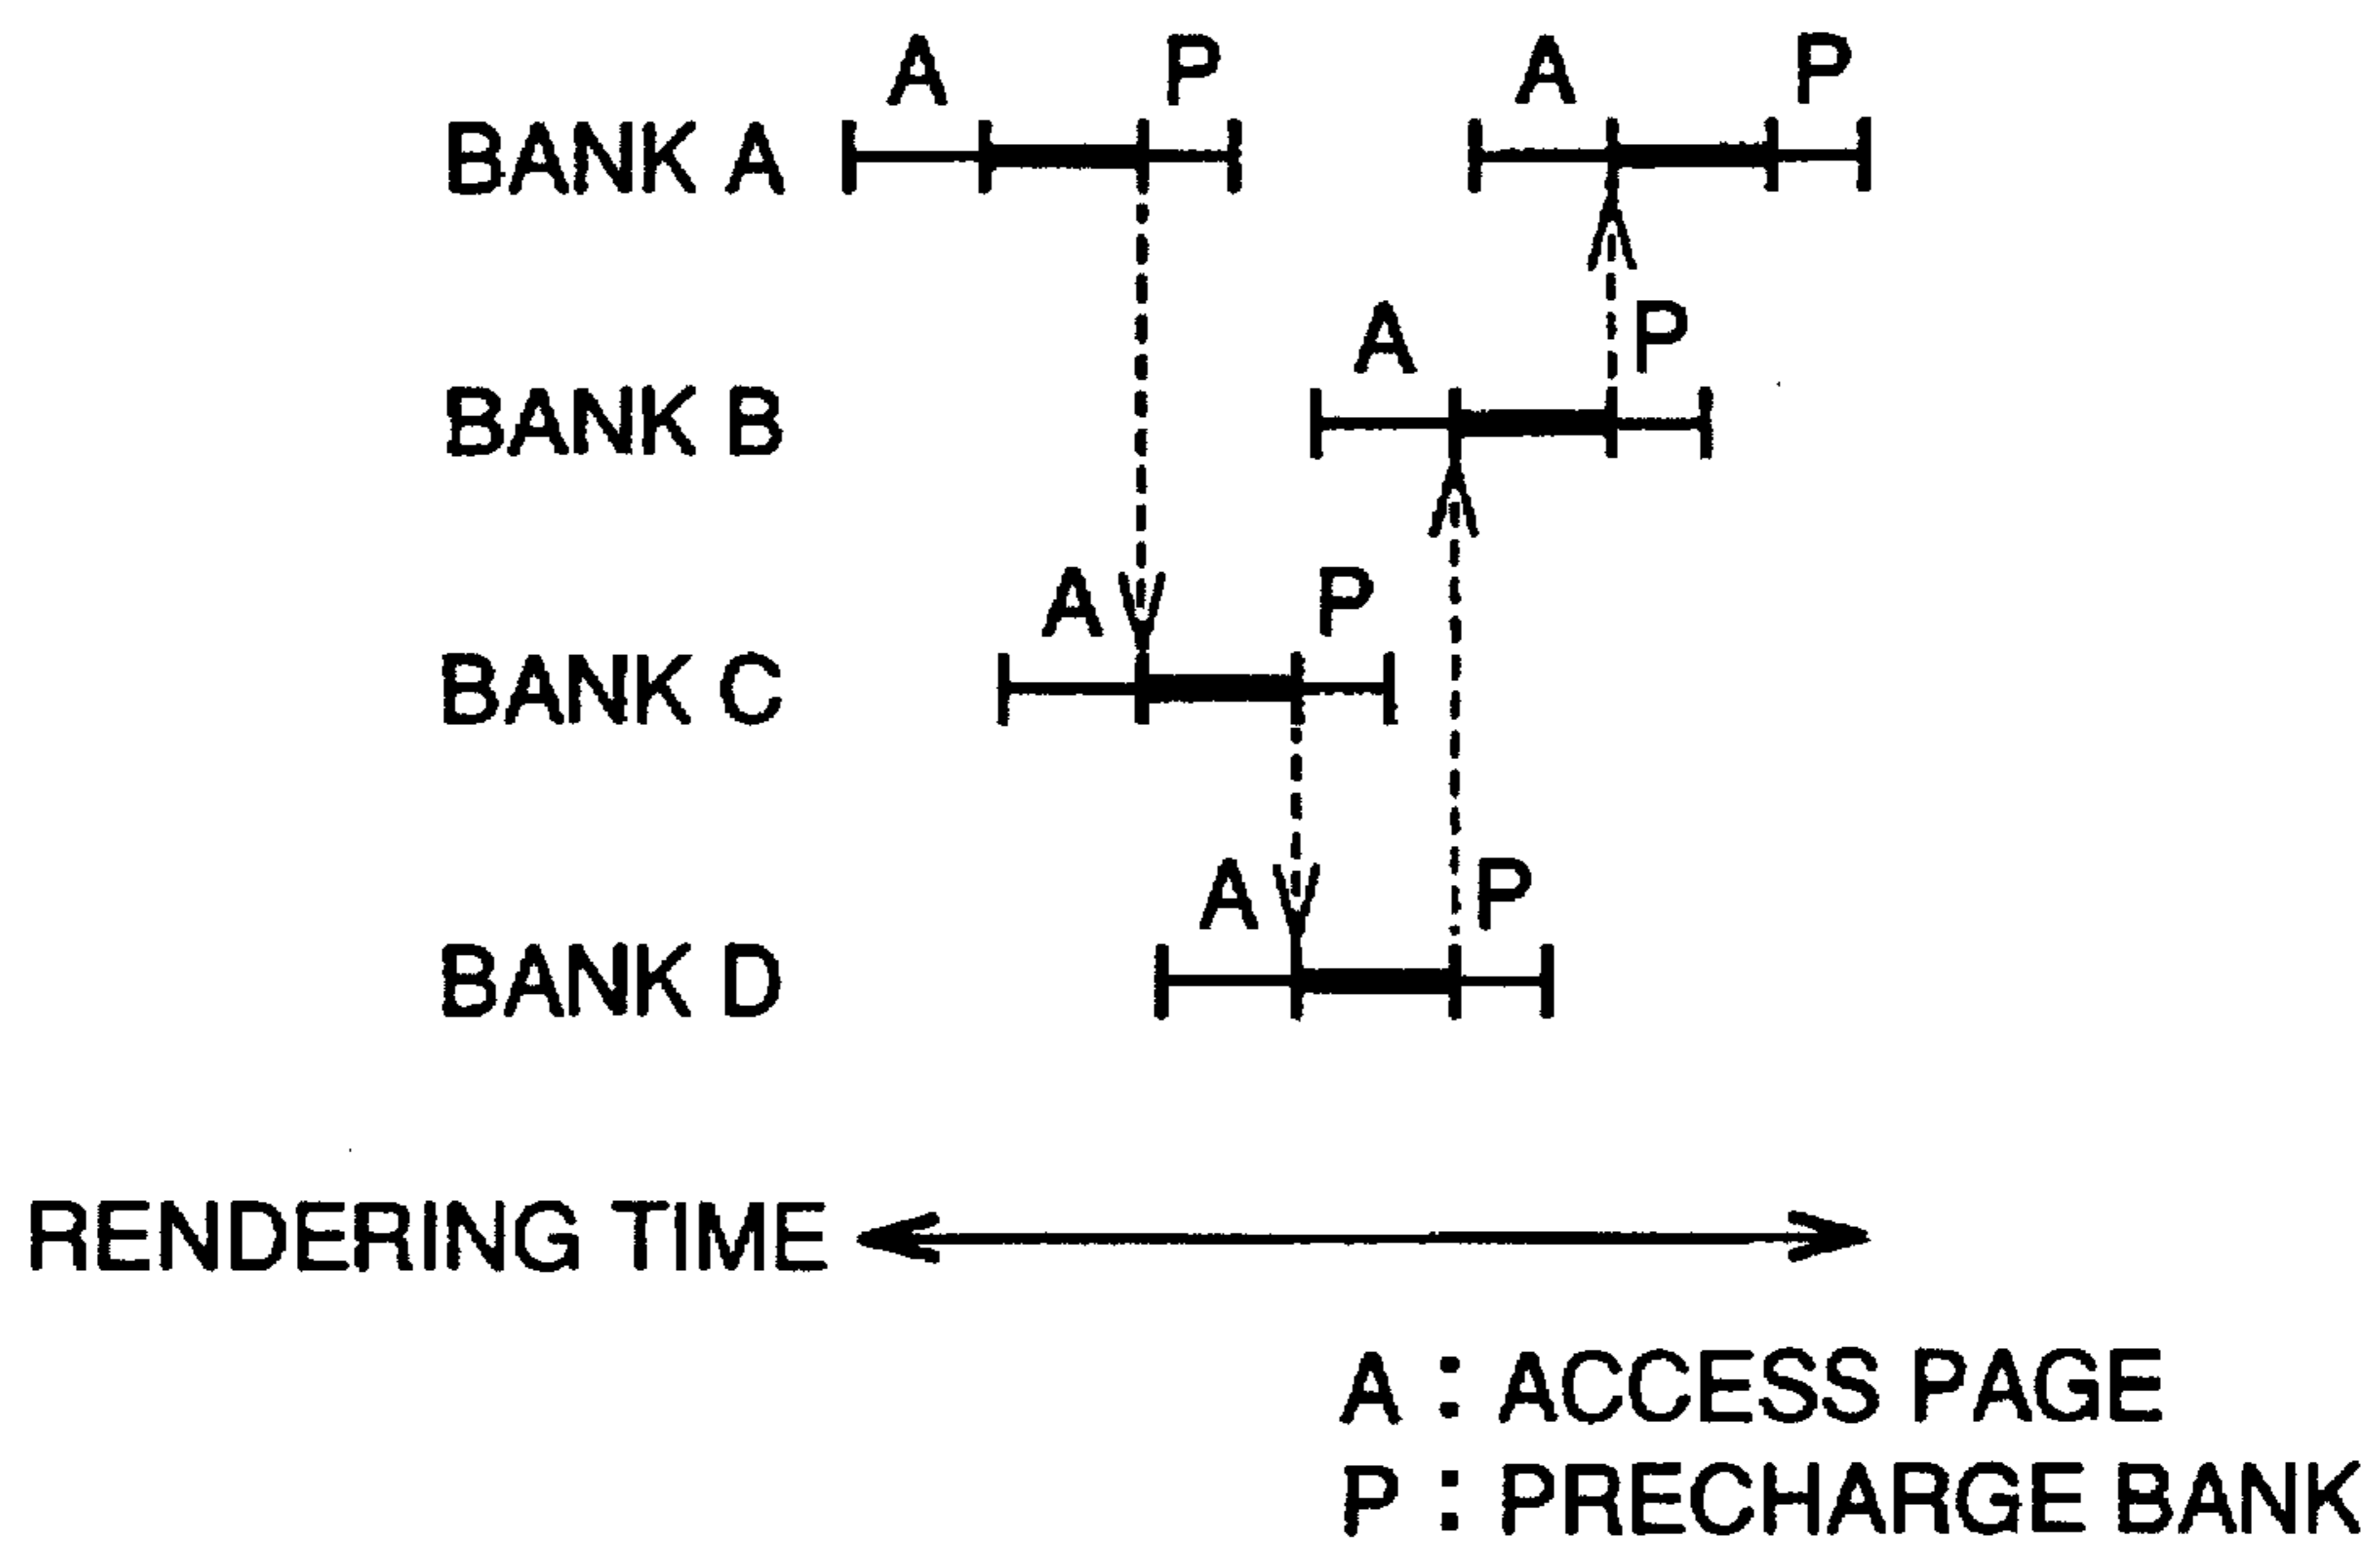 A P A P
BANK A
A P
BANK B
A P
BANK C
A P
BANK D
RENDERING TIME
A : ACCESS PAGE
P : PRECHARGE BANK